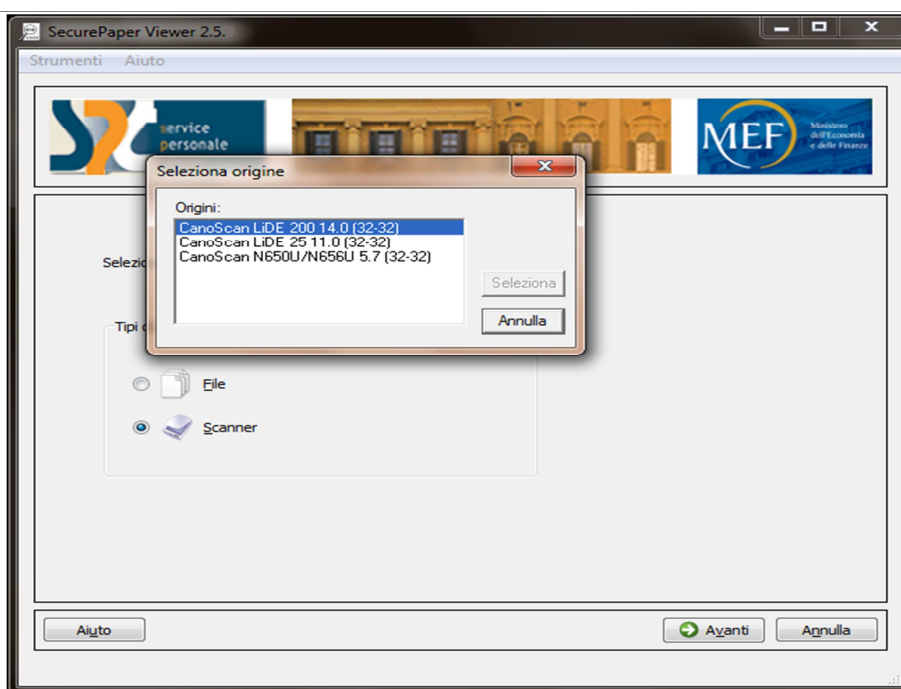 SecurePaper Viewer 2.5.
Strumenti Aiuto
service
personale
MEF
Ministero
dell'Economia
e delle Finanze
Seleziona origine
Origini:
CanoScan LiDE 200 14.0 (32-32)
CanoScan LiDE 25 11.0 (32-32)
CanoScan N650U/N656U 5.7 (32-32)
Seleziona
Annulla
Selezio
Tipi d
File
Scanner
Aiuto
Avanti
Annulla